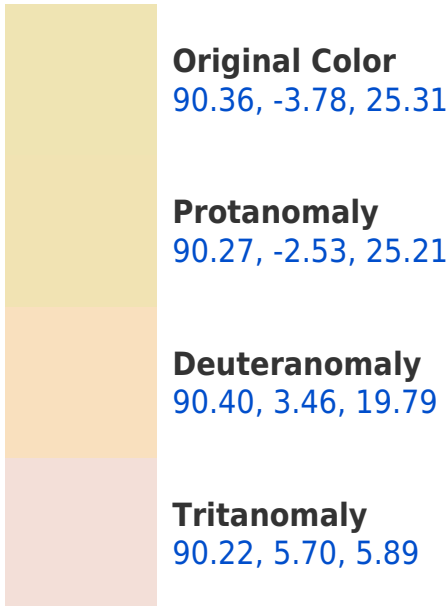 Original Color
90.36, -3.78, 25.31
Protanomaly
90.27, -2.53, 25.21
Deuteranomaly
90.40, 3.46, 19.79
Tritanomaly
90.22, 5.70, 5.89